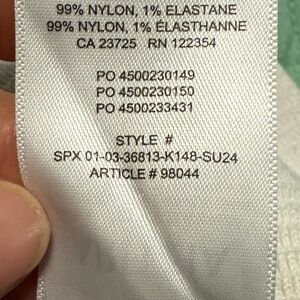 99% NYLON, 1% ELASTANE
99% NYLON, 1% ÉLASTHANNE
CA 23725 RN 122354
PO 4500230149
PO 4500230150
PO 4500233431
STYLE #
SPX 01-03-36813-K148-SU24
ARTICLE # 98044